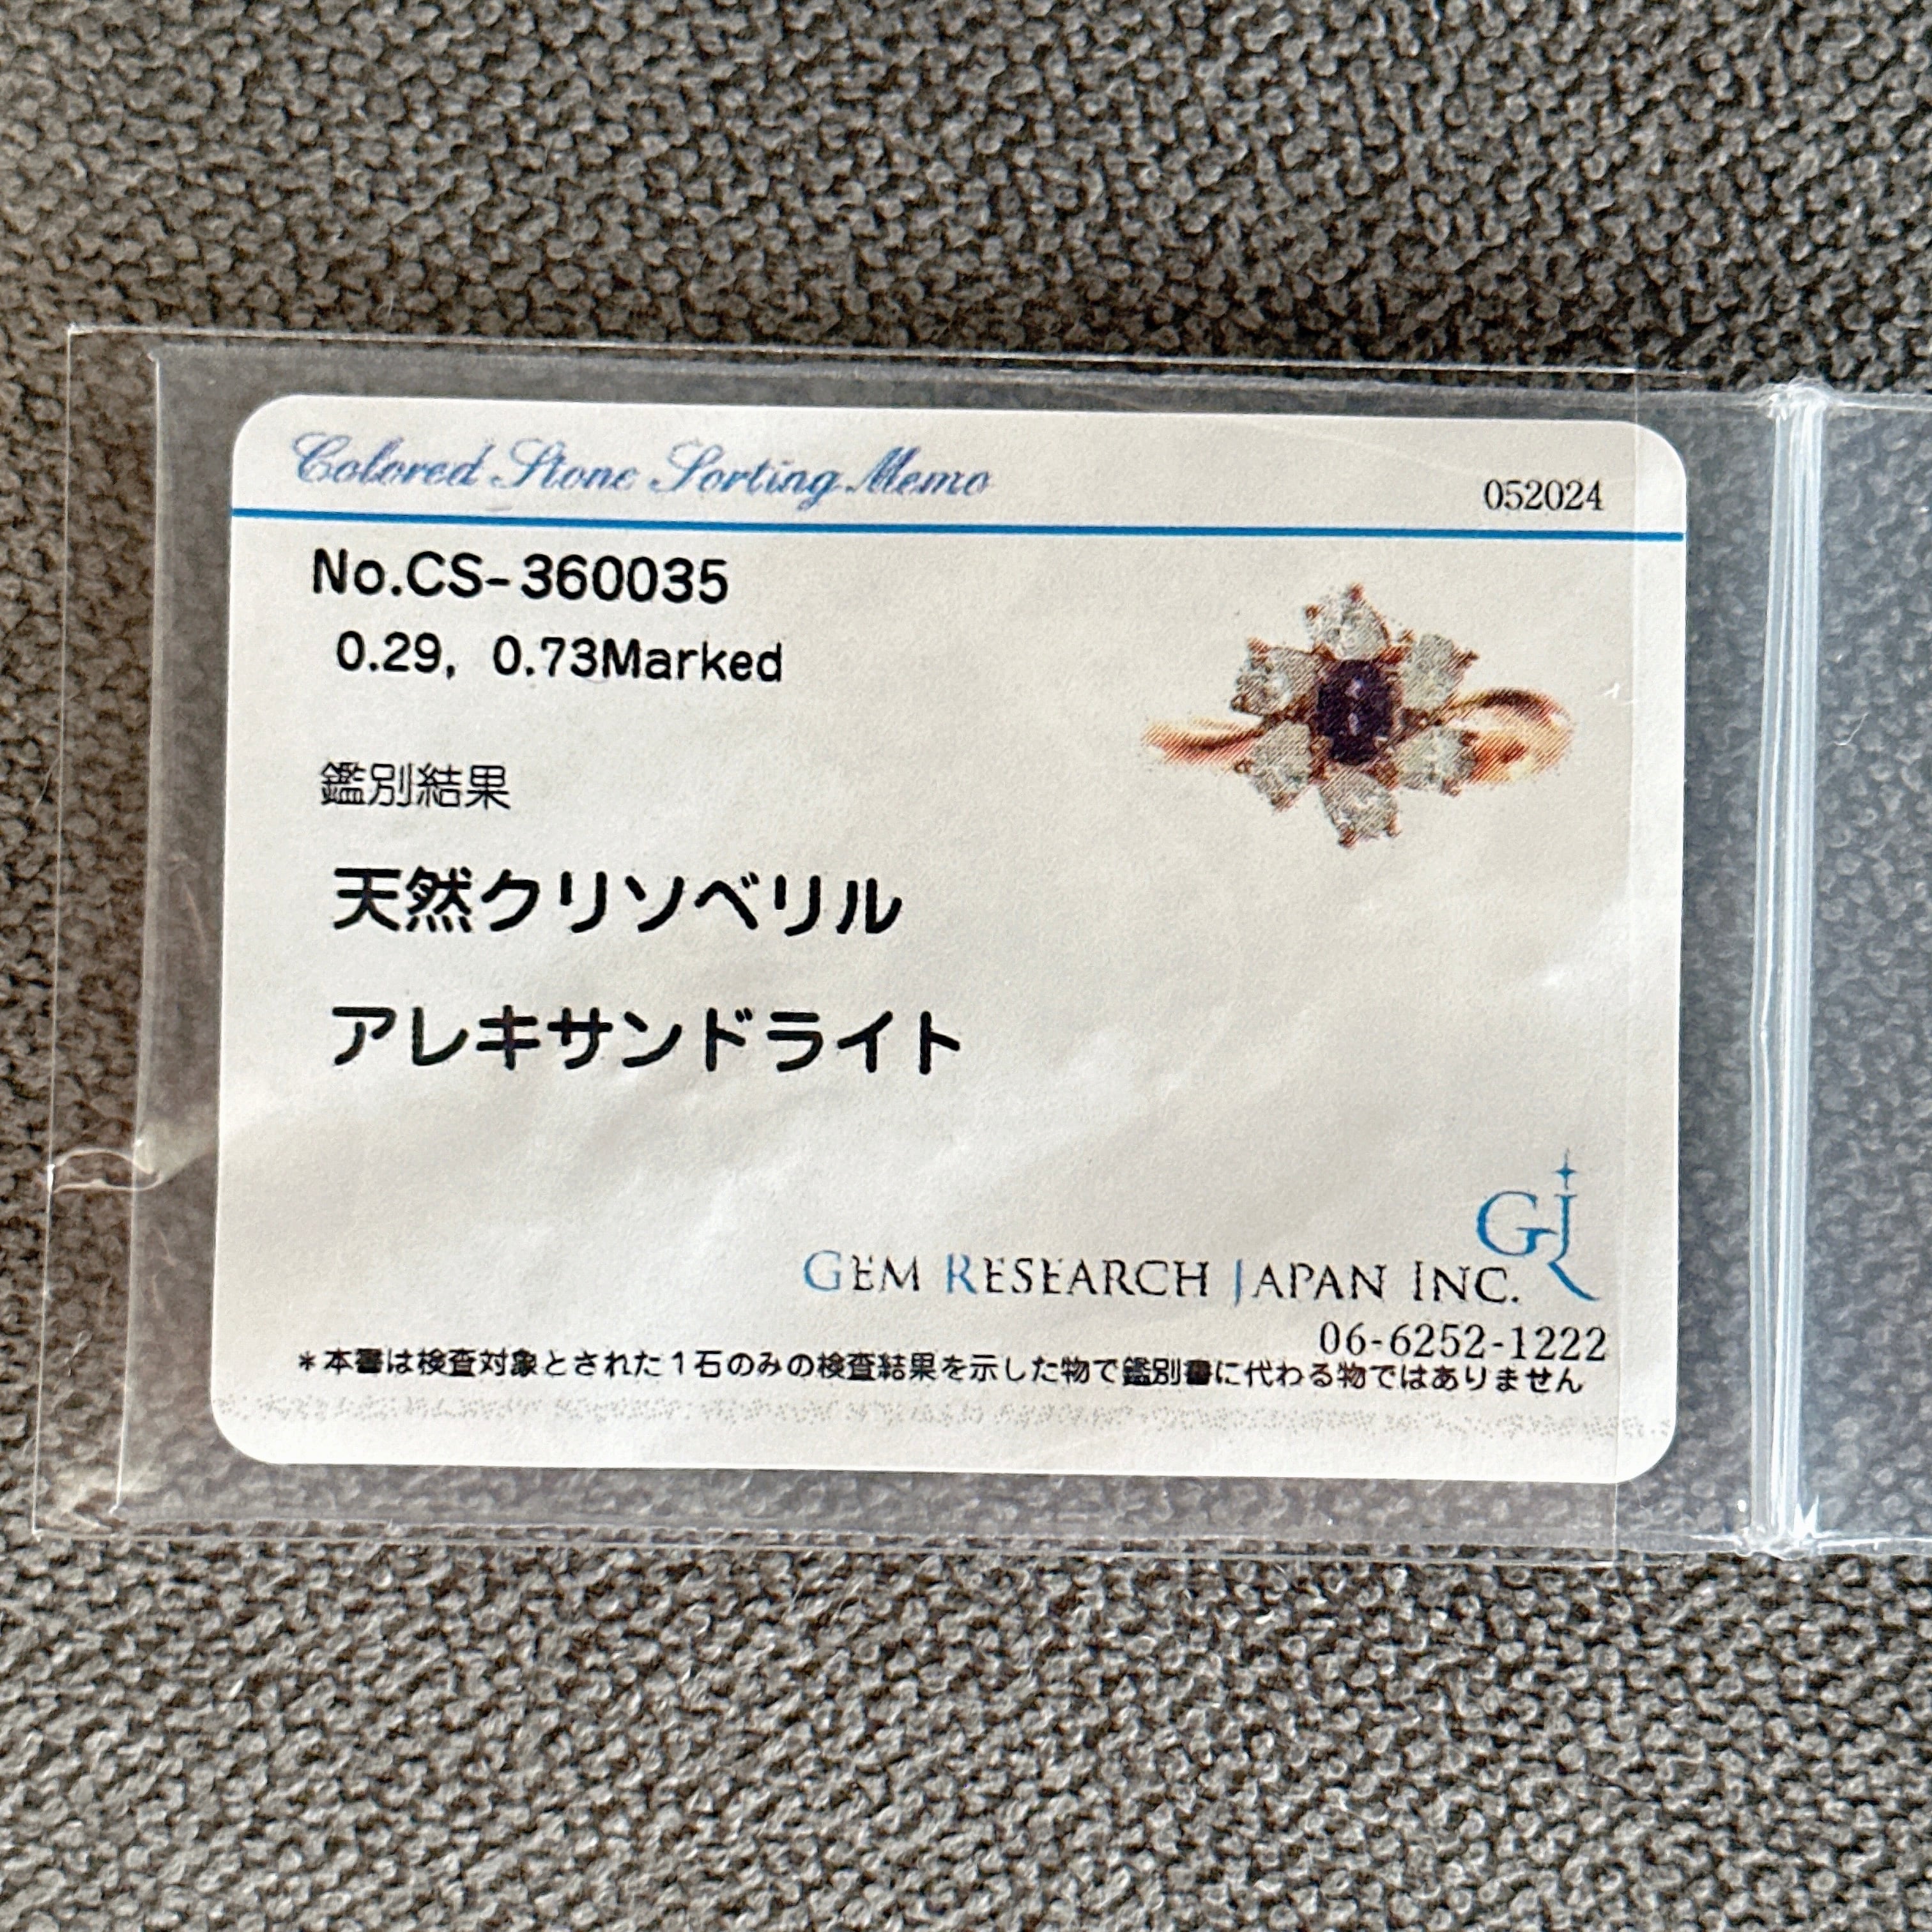 Colored Stone Sorting Memo
052024
No.CS-360035
0.29, 0.73Marked
鑑別結果
天然クリソベリル
アレキサンドライト
GJR
GEM RESEARCH JAPAN INC.
06-6252-1222
*本書は検査対象とされた1石のみの検査結果を示した物で鑑別書に代わる物ではありません